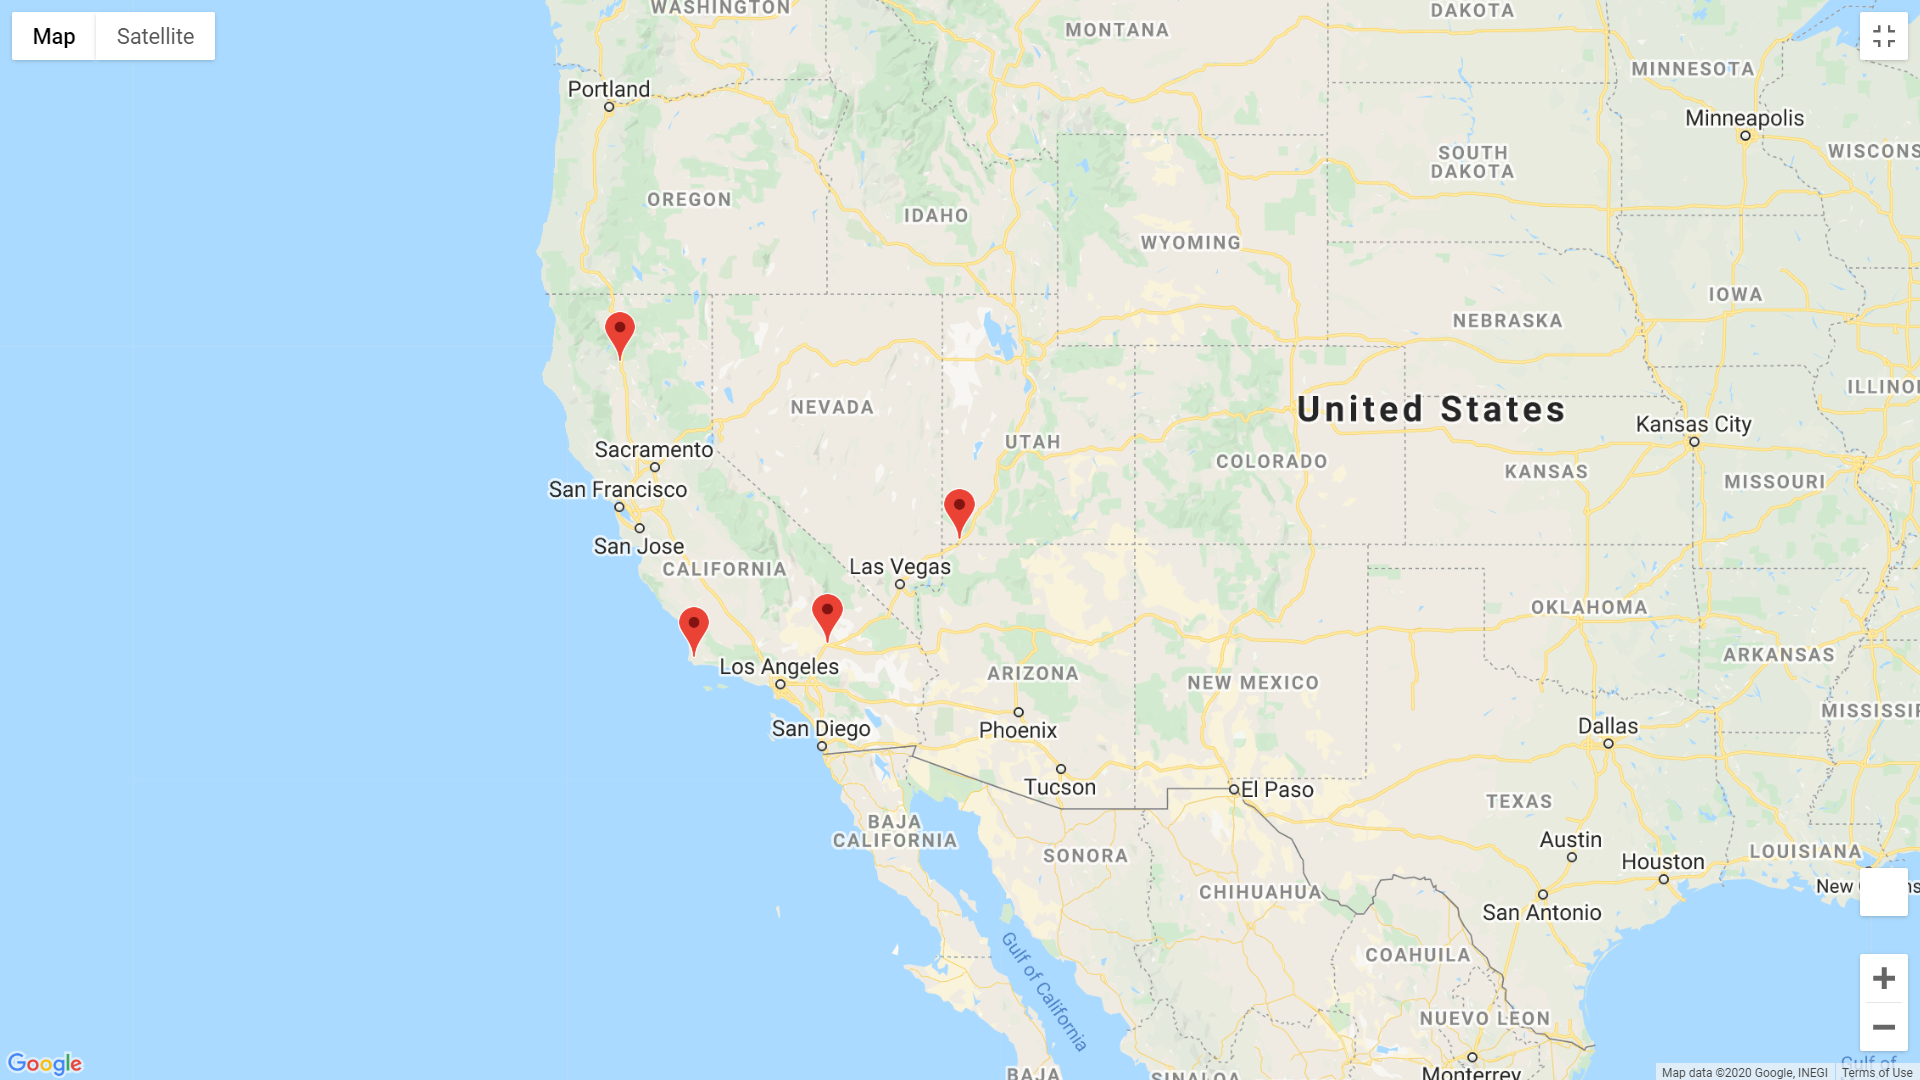 Map
Satellite
WASHINGTON
MONTANA
DAKOTA
MINNESOTA
Portland
Minneapolis
SOUTH
DAKOTA
OREGON
IDAHO
WYOMING
IOWA
NEBRASKA
NEVADA
United States
Kansas City
UTAH
COLORADO
KANSAS
MISSOURI
Sacramento
San Francisco
San Jose
CALIFORNIA
Las Vegas
OKLAHOMA
ARKANSAS
Los Angeles
ARIZONA
NEW MEXICO
San Diego
Phoenix
Dallas
Tucson
El Paso
TEXAS
BAJA
CALIFORNIA
SONORA
Austin
Houston
LOUISIANA
CHIHUAHUA
New
San Antonio
COAHUILA
Gulf of California
NUEVO LEON
Monterrey
BAJA
SINALOA
Gulf of
Google
Map data ©2020 Google, INEGI
Terms of Use